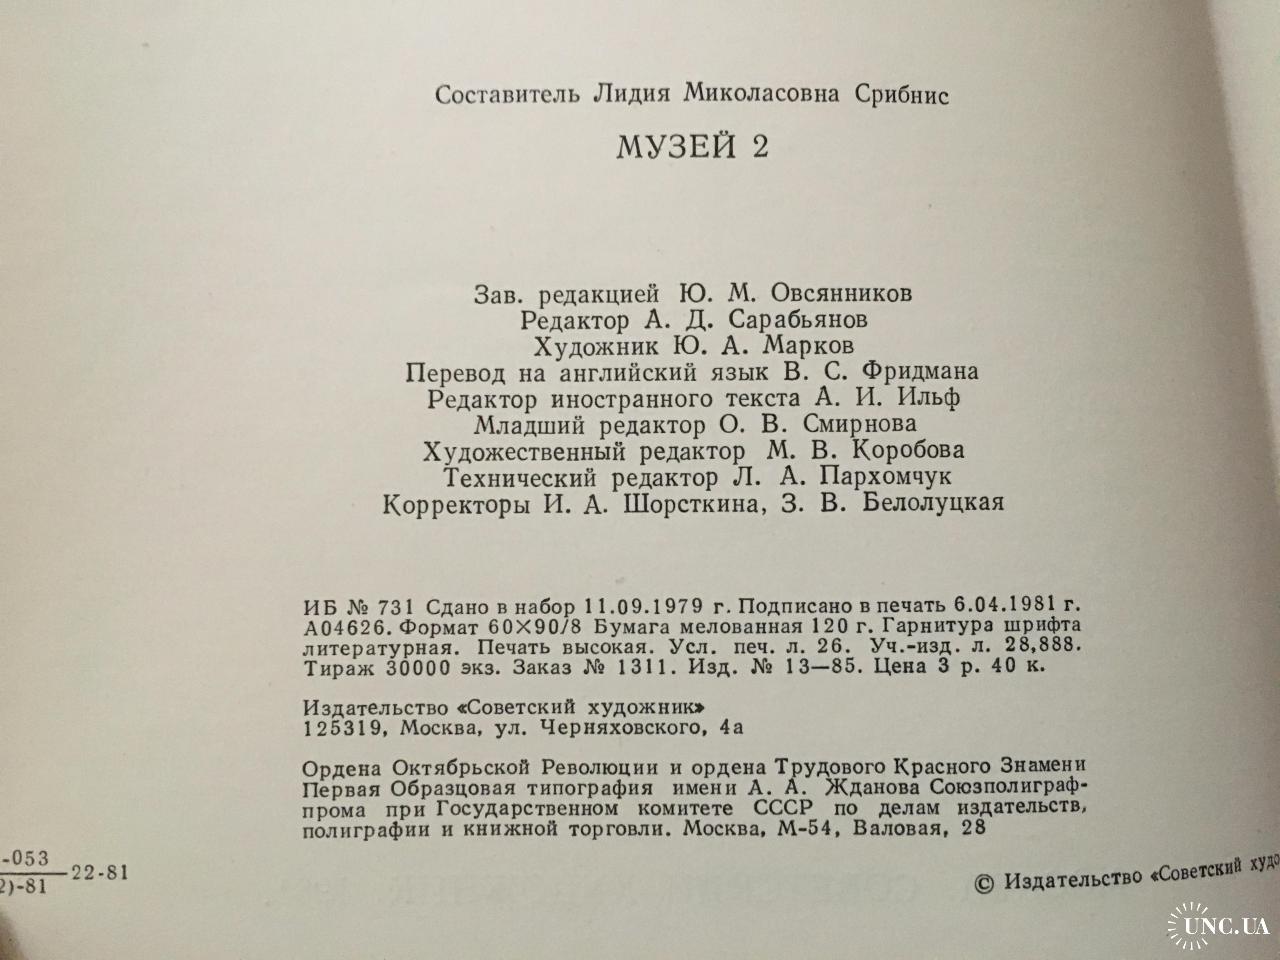 Составитель Лидия Миколасовна Срибнис
МУЗЕЙ 2
Зав. редакцией Ю. М. Овсянников
Редактор А. Д. Сарабьянов
Художник Ю. А. Марков
Перевод на английский язык В. С. Фридмана
Редактор иностранного текста А. И. Ильф
Младший редактор О. В. Смирнова
Художественный редактор М. В. Коробова
Технический редактор Л. А. Пархомчук
Корректоры И. А. Шорсткина, З. В. Белолуцкая
ИБ № 731 Сдано в набор 11.09.1979 г. Подписано в печать 6.04.1981 г.
А04626. Формат 60×90/8 Бумага мелованная 120 г. Гарнитура шрифта
литературная. Печать высокая. Усл. печ. л. 26. Уч.-изд. л. 28,888.
Тираж 30000 экз. Заказ № 1311. Изд. № 13—85. Цена 3 р. 40 к.
Издательство «Советский художник»
125319, Москва, ул. Черняховского, 4а
Ордена Октябрьской Революции и ордена Трудового Красного Знамени
Первая Образцовая типография имени А. А. Жданова Союзполиграф-
прома при Государственном комитете СССР по делам издательств,
полиграфии и книжной торговли. Москва, М-54, Валовая, 28
-053
2)-81
-22-81
© Издательство «Советский худо
UNC.UA